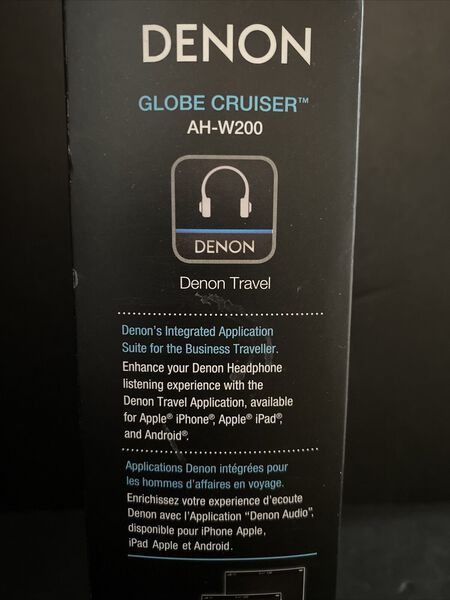 DENON
GLOBE CRUISER™
AH-W200
DENON
Denon Travel
Denon's Integrated Application
Suite for the Business Traveller.
Enhance your Denon Headphone
listening experience with the
Denon Travel Application, available
for Apple® iPhone®, Apple® iPad®,
and Android®.
Applications Denon intégrées pour
les hommes d'affaires en voyage.
Enrichissez votre experience d'ecoute
Denon avec l'Application “Denon Audio”,
disponible pour iPhone Apple,
iPad Apple et Android.